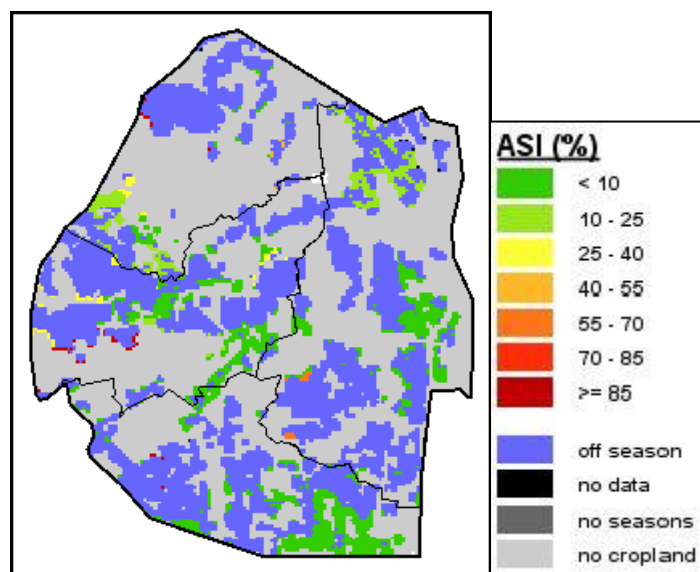 ASI (%)
< 10
10 - 25
25 - 40
40 - 55
55 - 70
70 - 85
>= 85
off season
no data
no seasons
no cropland